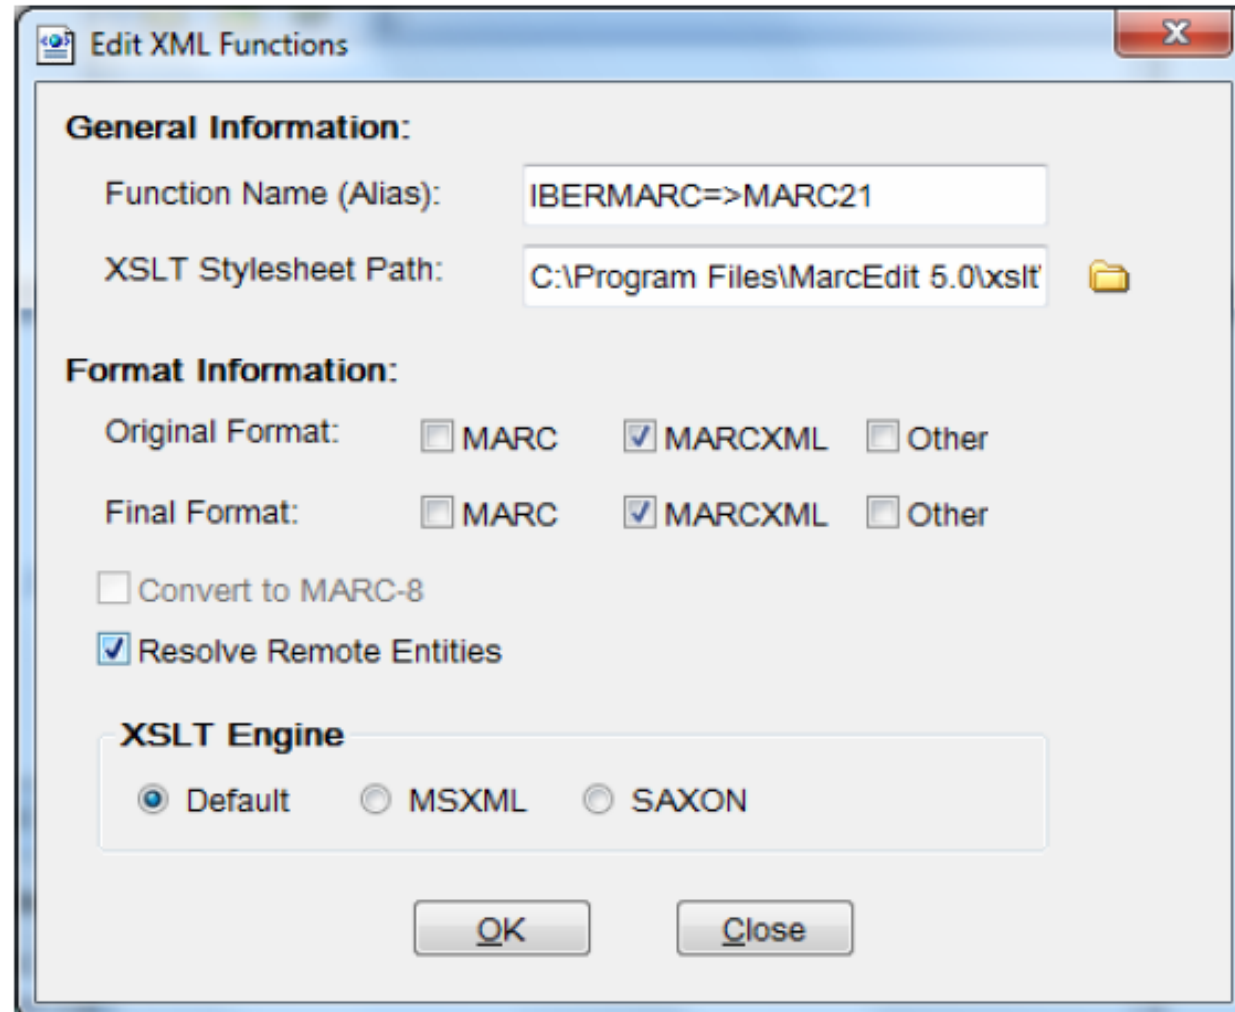 Edit XML Functions
General Information:
Function Name (Alias): IBERMARC=>MARC21
XSLT Stylesheet Path: C:\Program Files\MarcEdit 5.0\xslt\
Format Information:
Original Format: MARC MARCXML Other
Final Format: MARC MARCXML Other
Convert to MARC-8
Resolve Remote Entities
XSLT Engine
Default MSXML SAXON
OK Close